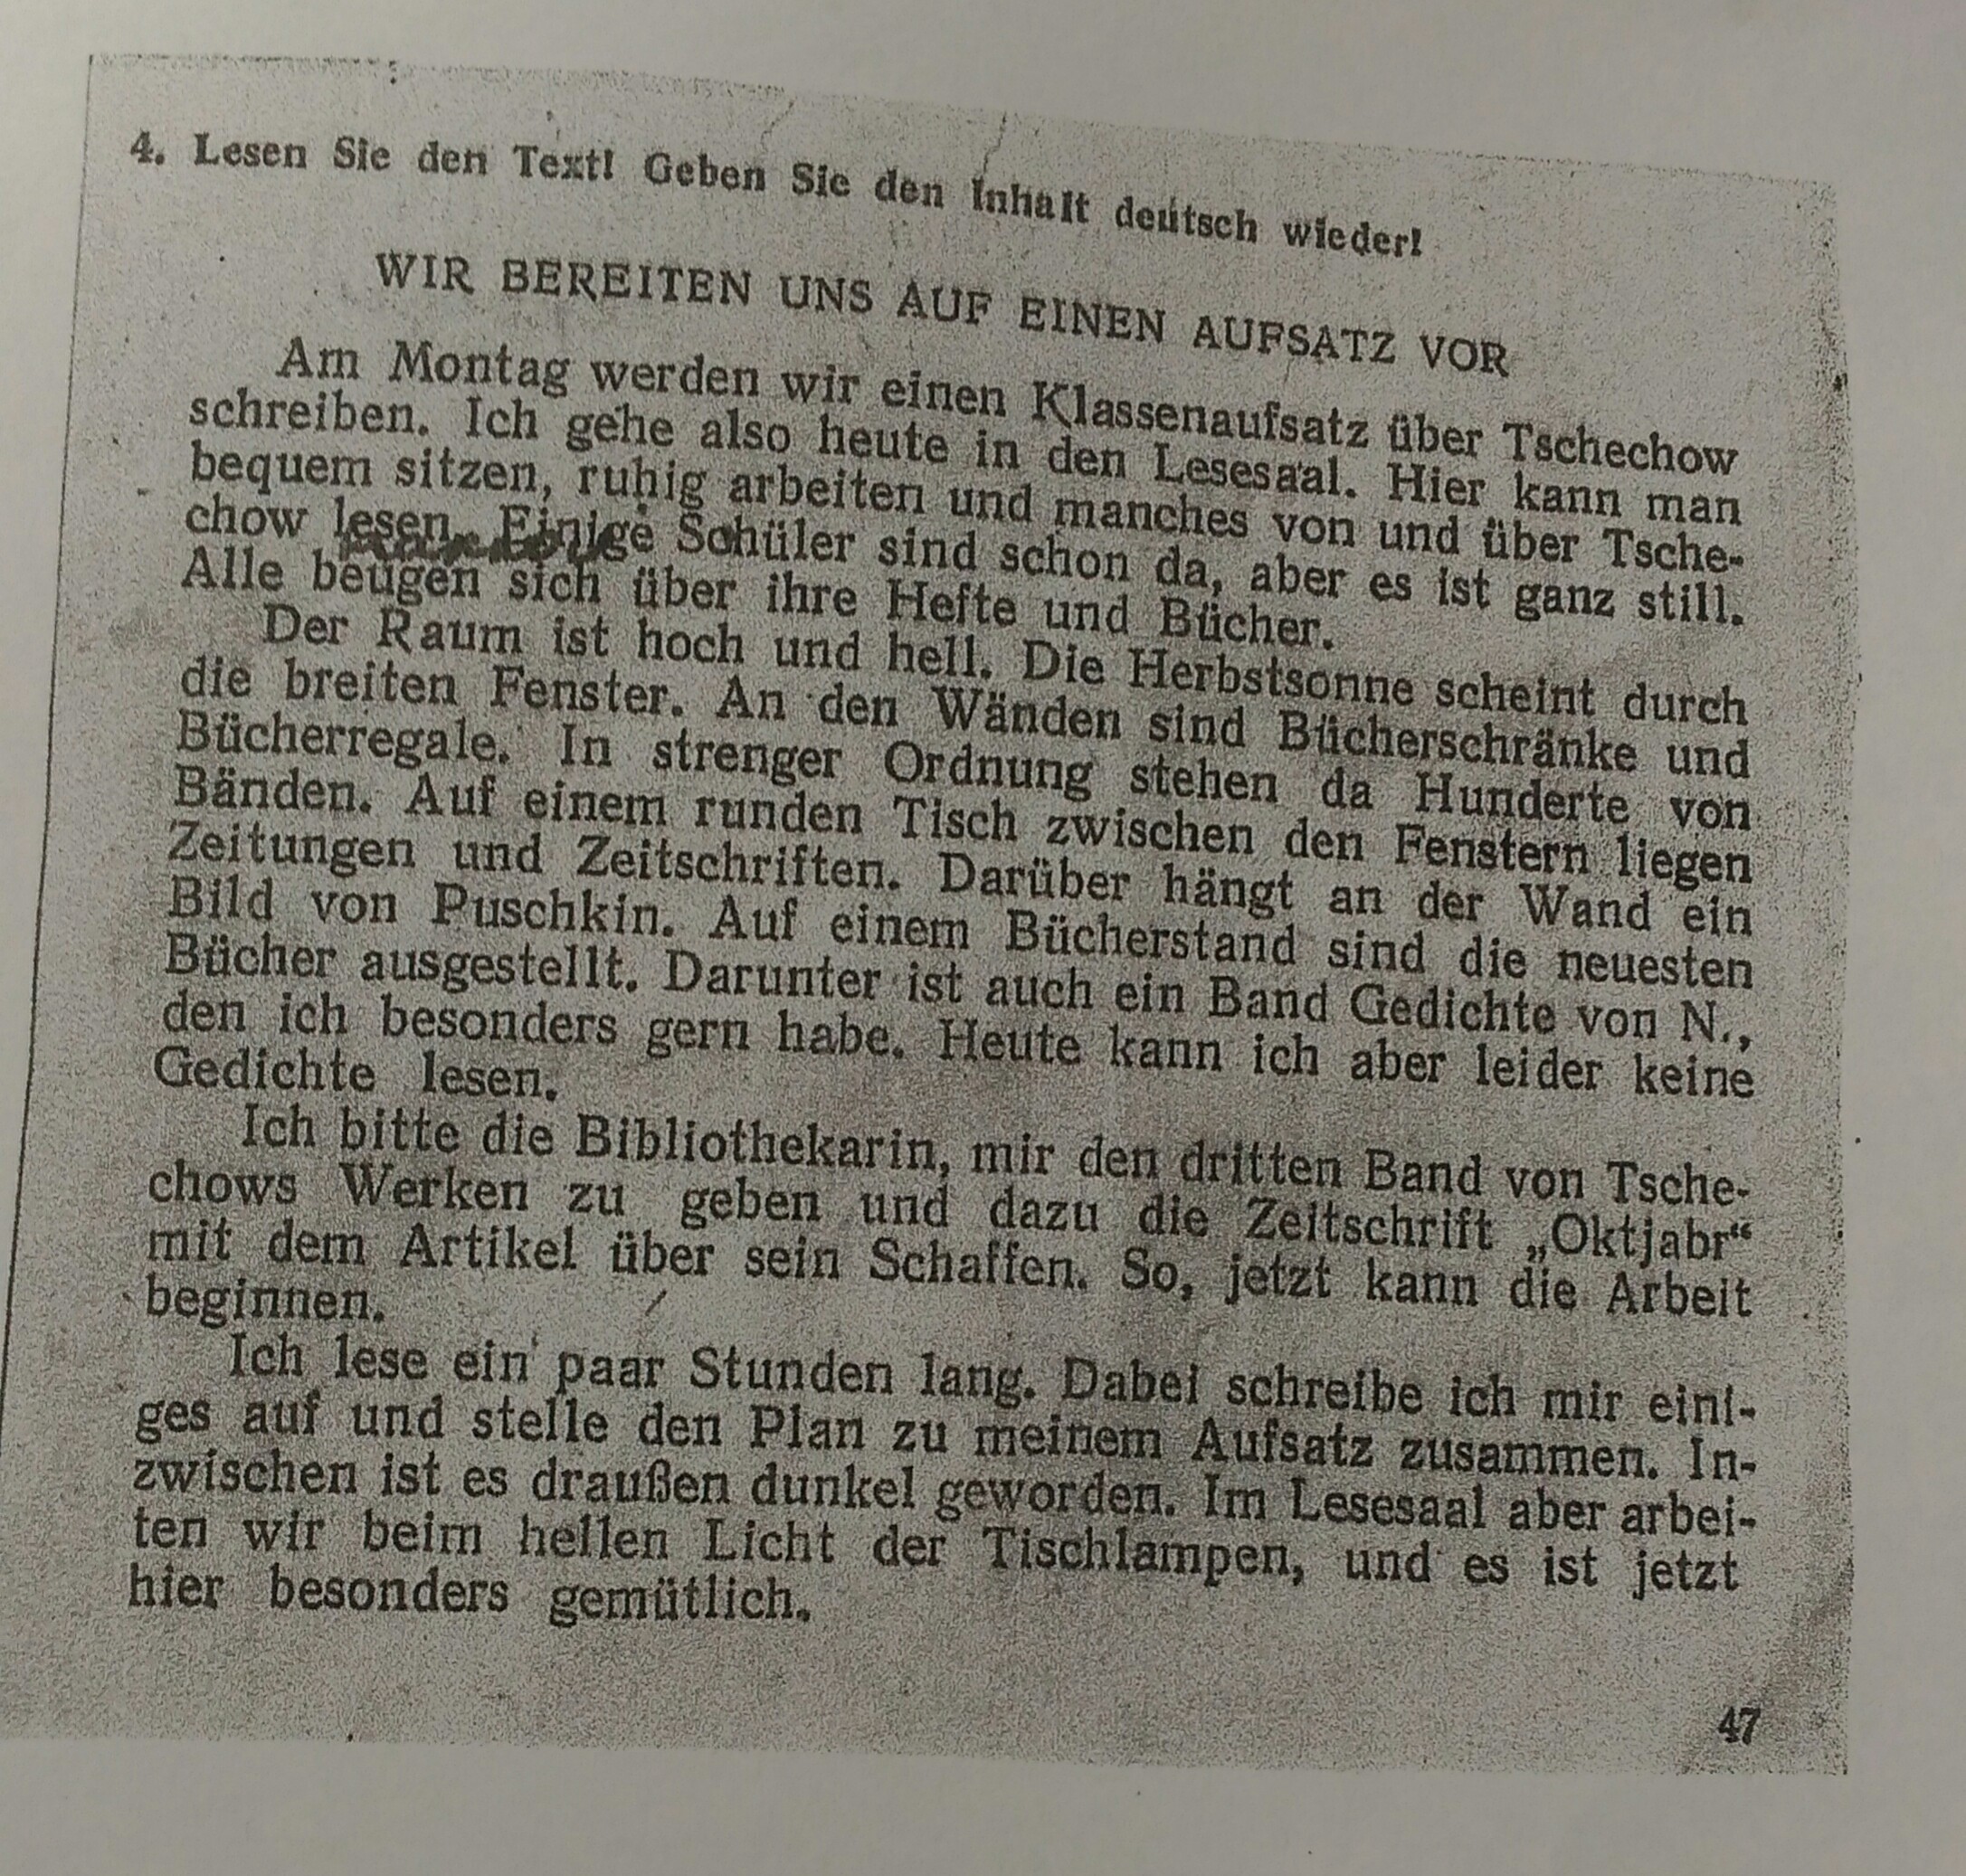 4. Lesen Sie den Text! Geben Sie den Inhalt deutsch wieder!
WIR BEREITEN UNS AUF EINEN AUFSATZ VOR
Am Montag werden wir einen Klassenaufsatz über Tschechow
schreiben. Ich gehe also heute in den Lesesaal. Hier kann man
bequem sitzen, ruhig arbeiten und manches von und über Tsche-
chow lesen. Einige Schüler sind schon da, aber es ist ganz still.
Alle beugen sich über ihre Hefte und Bücher.
Der Raum ist hoch und hell. Die Herbstsonne scheint durch
die breiten Fenster. An den Wänden sind Bücherschränke und
Bücherregale. In strenger Ordnung stehen da Hunderte von
Bänden. Auf einem runden Tisch zwischen den Fenstern liegen
Zeitungen und Zeitschriften. Darüber hängt an der Wand ein
Bild von Puschkin. Auf einem Bücherstand sind die neuesten
Bücher ausgestellt. Darunter ist auch ein Band Gedichte von N.,
den ich besonders gern habe. Heute kann ich aber leider keine
Gedichte lesen.
Ich bitte die Bibliothekarin, mir den dritten Band von Tsche-
chows Werken zu geben und dazu die Zeitschrift „Oktjabr“
mit dem Artikel über sein Schaffen. So, jetzt kann die Arbeit
beginnen.
Ich lese ein paar Stunden lang. Dabei schreibe ich mir eini-
ges auf und stelle den Plan zu meinem Aufsatz zusammen. In-
zwischen ist es draußen dunkel geworden. Im Lesesaal aber arbei-
ten wir beim hellen Licht der Tischlampen, und es ist jetzt
hier besonders gemütlich.
47